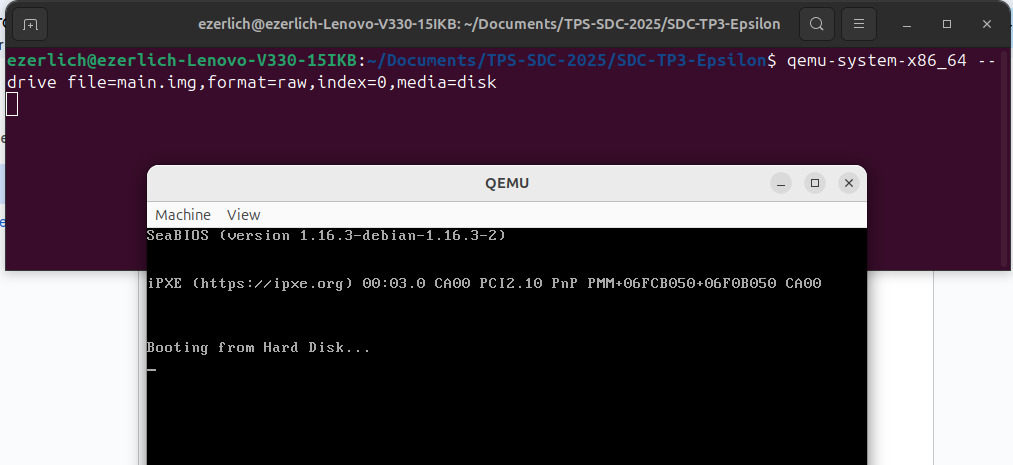 ezerlich@ezerlich-Lenovo-V330-15IKB: ~/Documents/TPS-SDC-2025/SDC-TP3-Epsilon
ezerlich@ezerlich-Lenovo-V330-15IKB:~/Documents/TPS-SDC-2025/SDC-TP3-Epsilon$ qemu-system-x86_64 --
drive file=main.img,format=raw,index=0,media=disk
QEMU
Machine View
SeaBIOS (version 1.16.3-debian-1.16.3-2)
iPXE (https://ipxe.org) 00:03.0 CA00 PCI2.10 PnP PMM+06FCB050+06F0B050 CA00
Booting from Hard Disk...